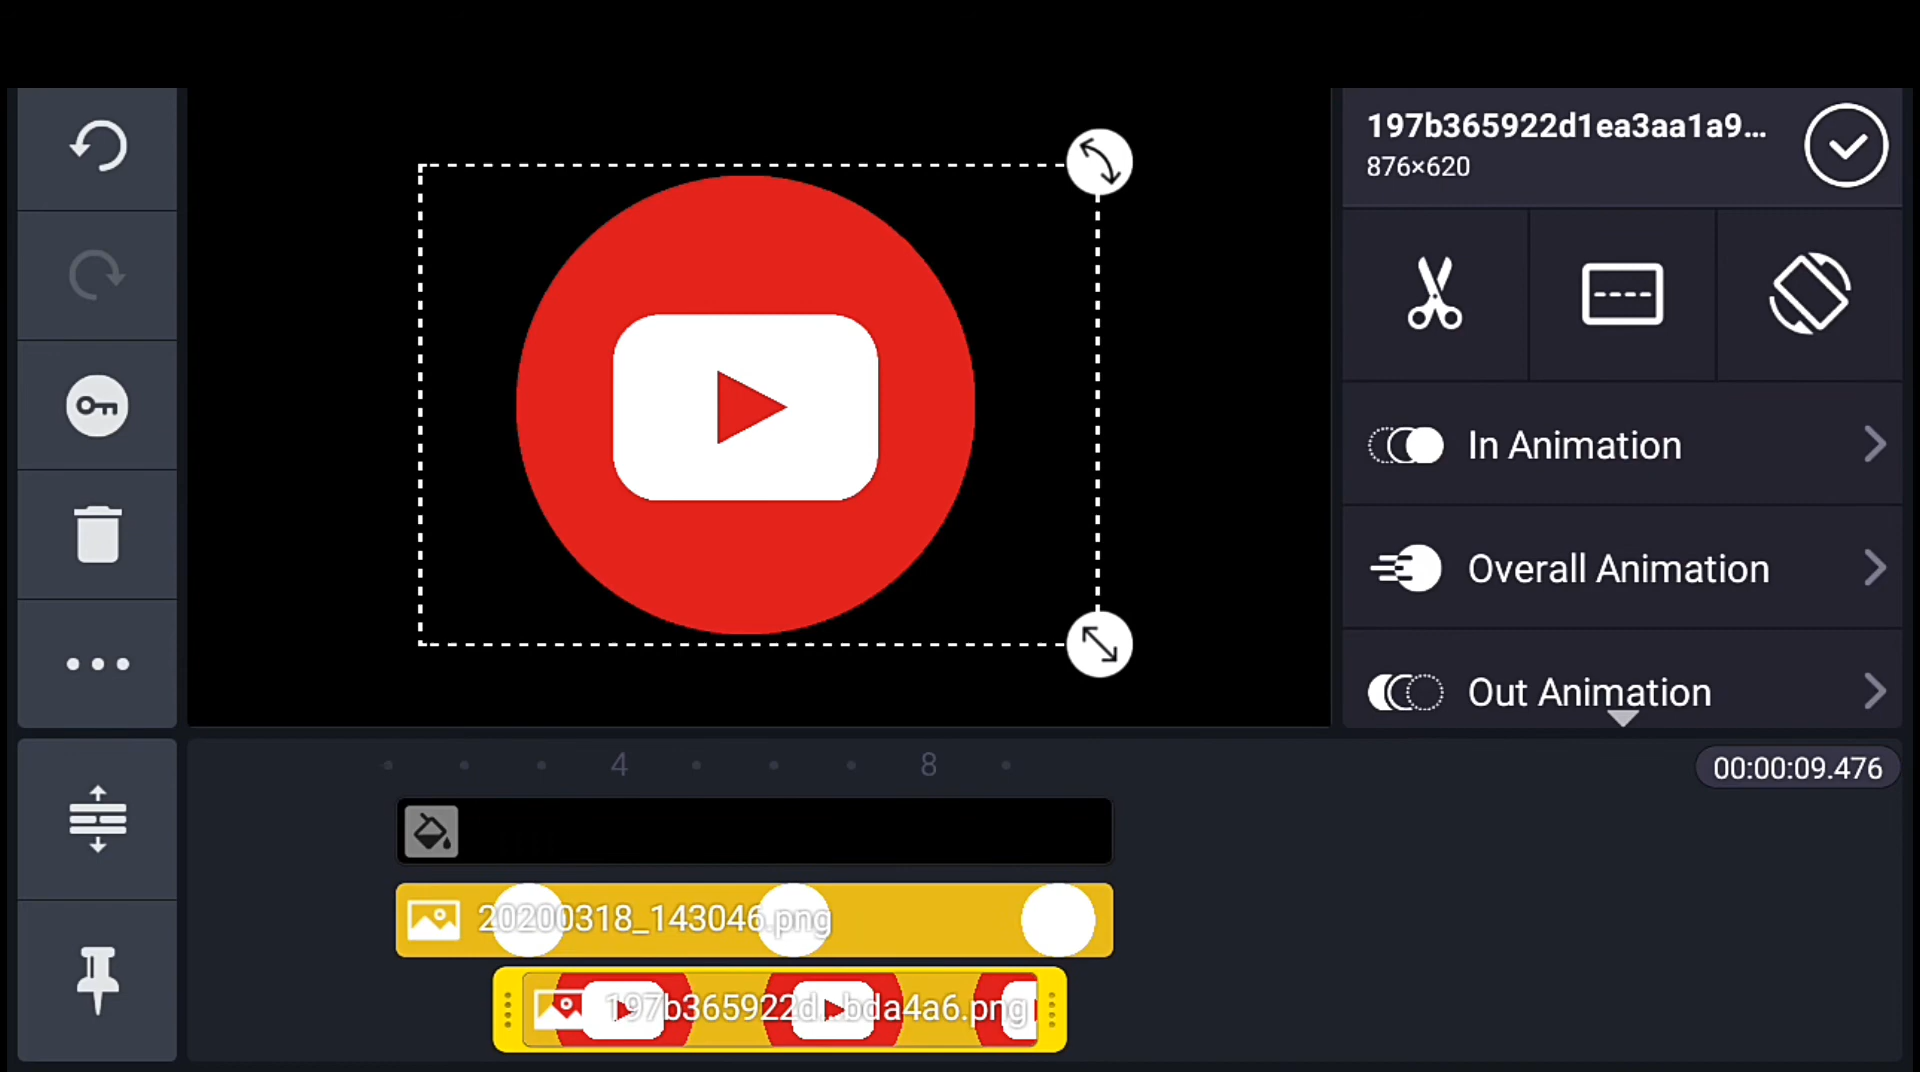 197b365922d1ea3aa1a9...
876×620
In Animation
Overall Animation
Out Animation
4
8
00:00:09.476
20200318_143046.png
197b365922d...bda4a6.png